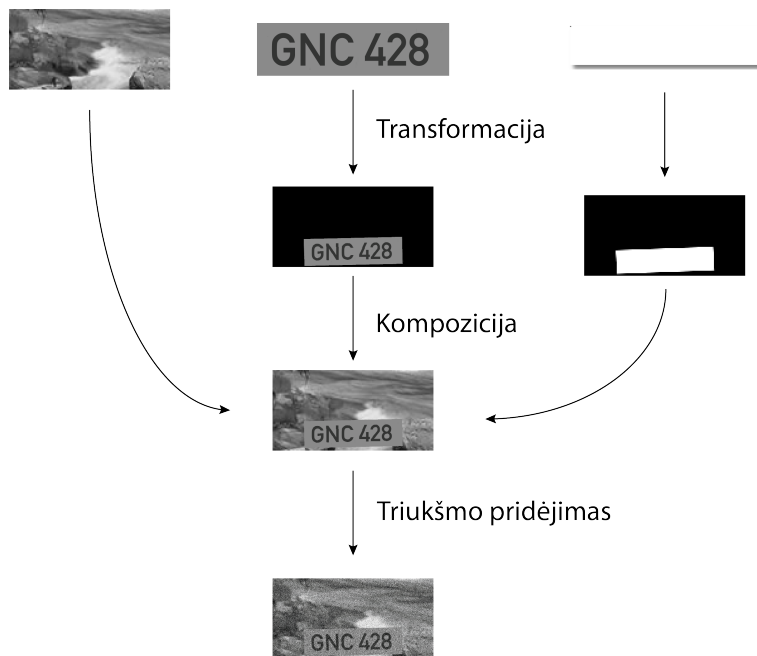 GNC 428
Transformacija
GNC 428
Kompozicija
GNC 428
Triukšmo pridėjimas
GNC 428